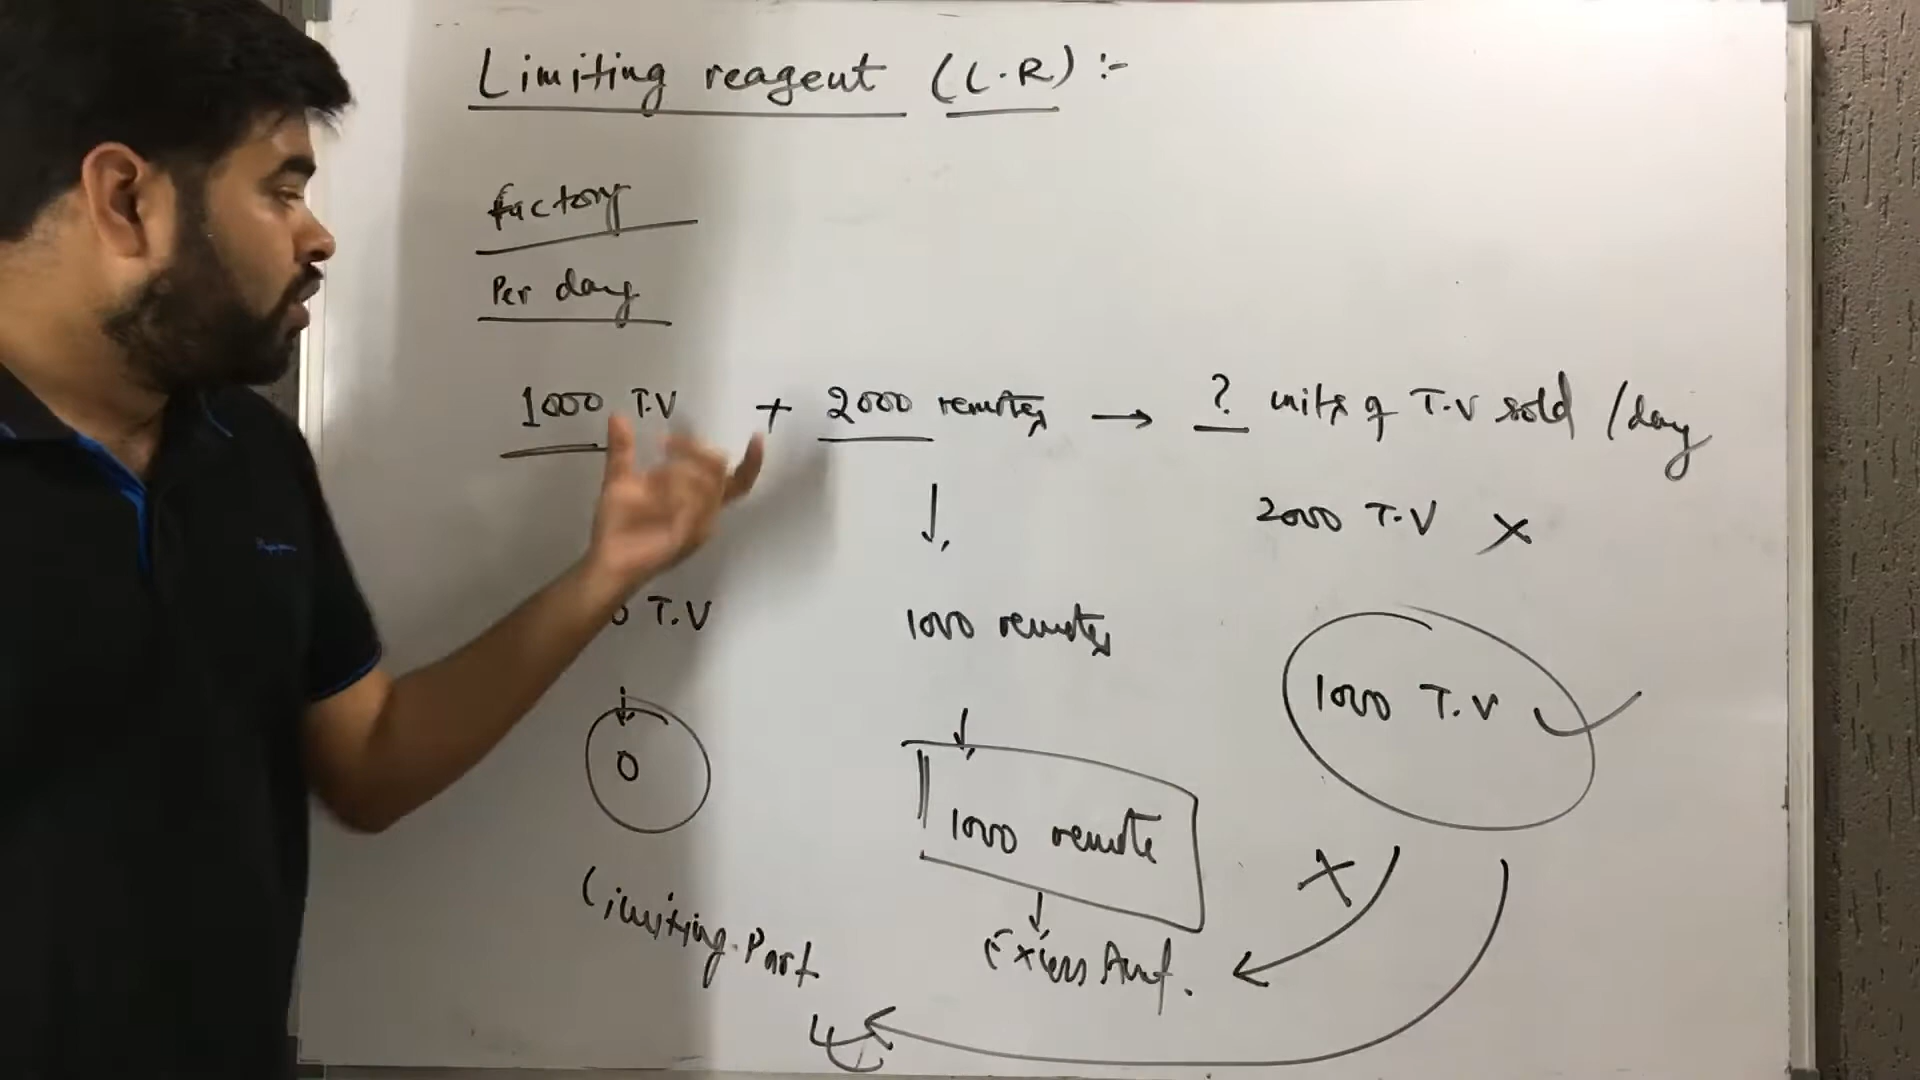 Limiting reagent (L.R) :-
factory
Per day
1000 T.V + 2000 remotes → ? units of T.V sold /day
2000 T.V X
0 T.V 1000 remotes
1000 T.V
0
1000 remote
X
Limiting Part
Excess Amt.